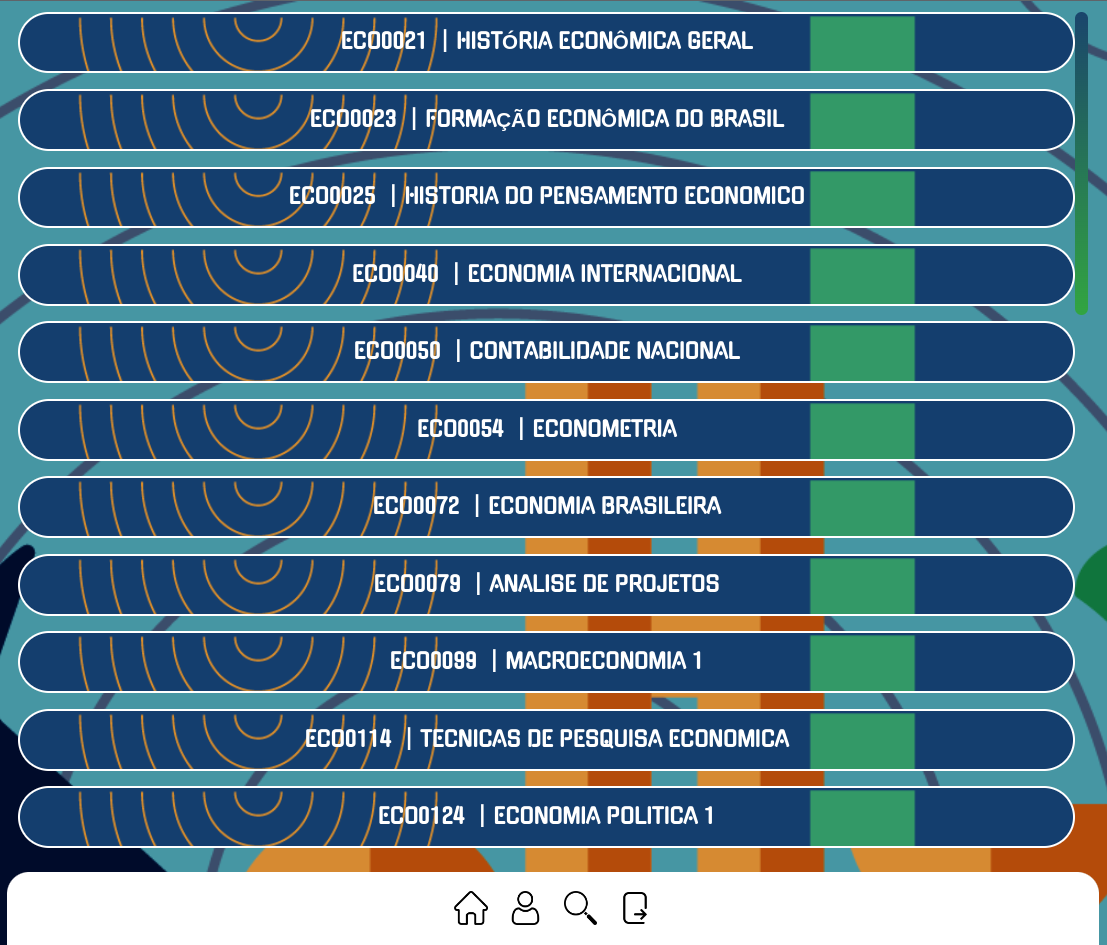 ECO0021 | HISTÓRIA ECONÔMICA GERAL
ECO0023 | FORMAÇÃO ECONÔMICA DO BRASIL
ECO0025 | HISTORIA DO PENSAMENTO ECONOMICO
ECO0040 | ECONOMIA INTERNACIONAL
ECO0050 | CONTABILIDADE NACIONAL
ECO0054 | ECONOMETRIA
ECO0072 | ECONOMIA BRASILEIRA
ECO0079 | ANALISE DE PROJETOS
ECO0099 | MACROECONOMIA 1
ECO0114 | TECNICAS DE PESQUISA ECONOMICA
ECO0124 | ECONOMIA POLITICA 1